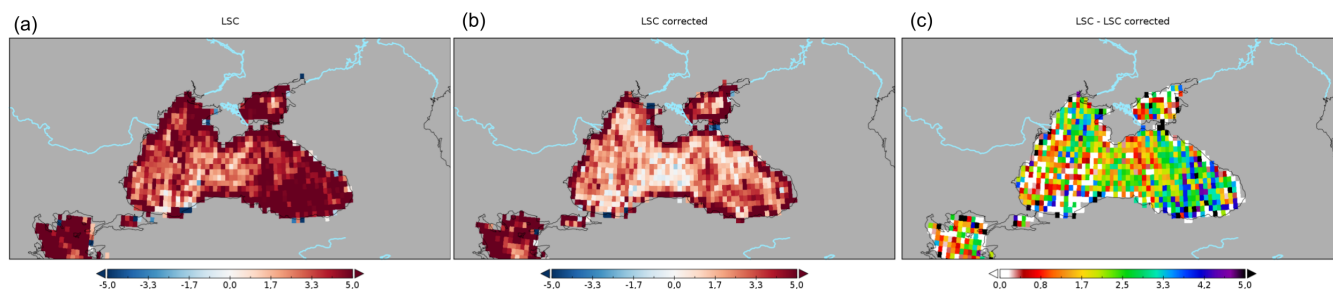 (a) LSC
(b) LSC corrected
(c) LSC - LSC corrected
-5,0 -3,3 -1,7 0,0 1,7 3,3 5,0
-5,0 -3,3 -1,7 0,0 1,7 3,3 5,0
0,0 0,8 1,7 2,5 3,3 4,2 5,0